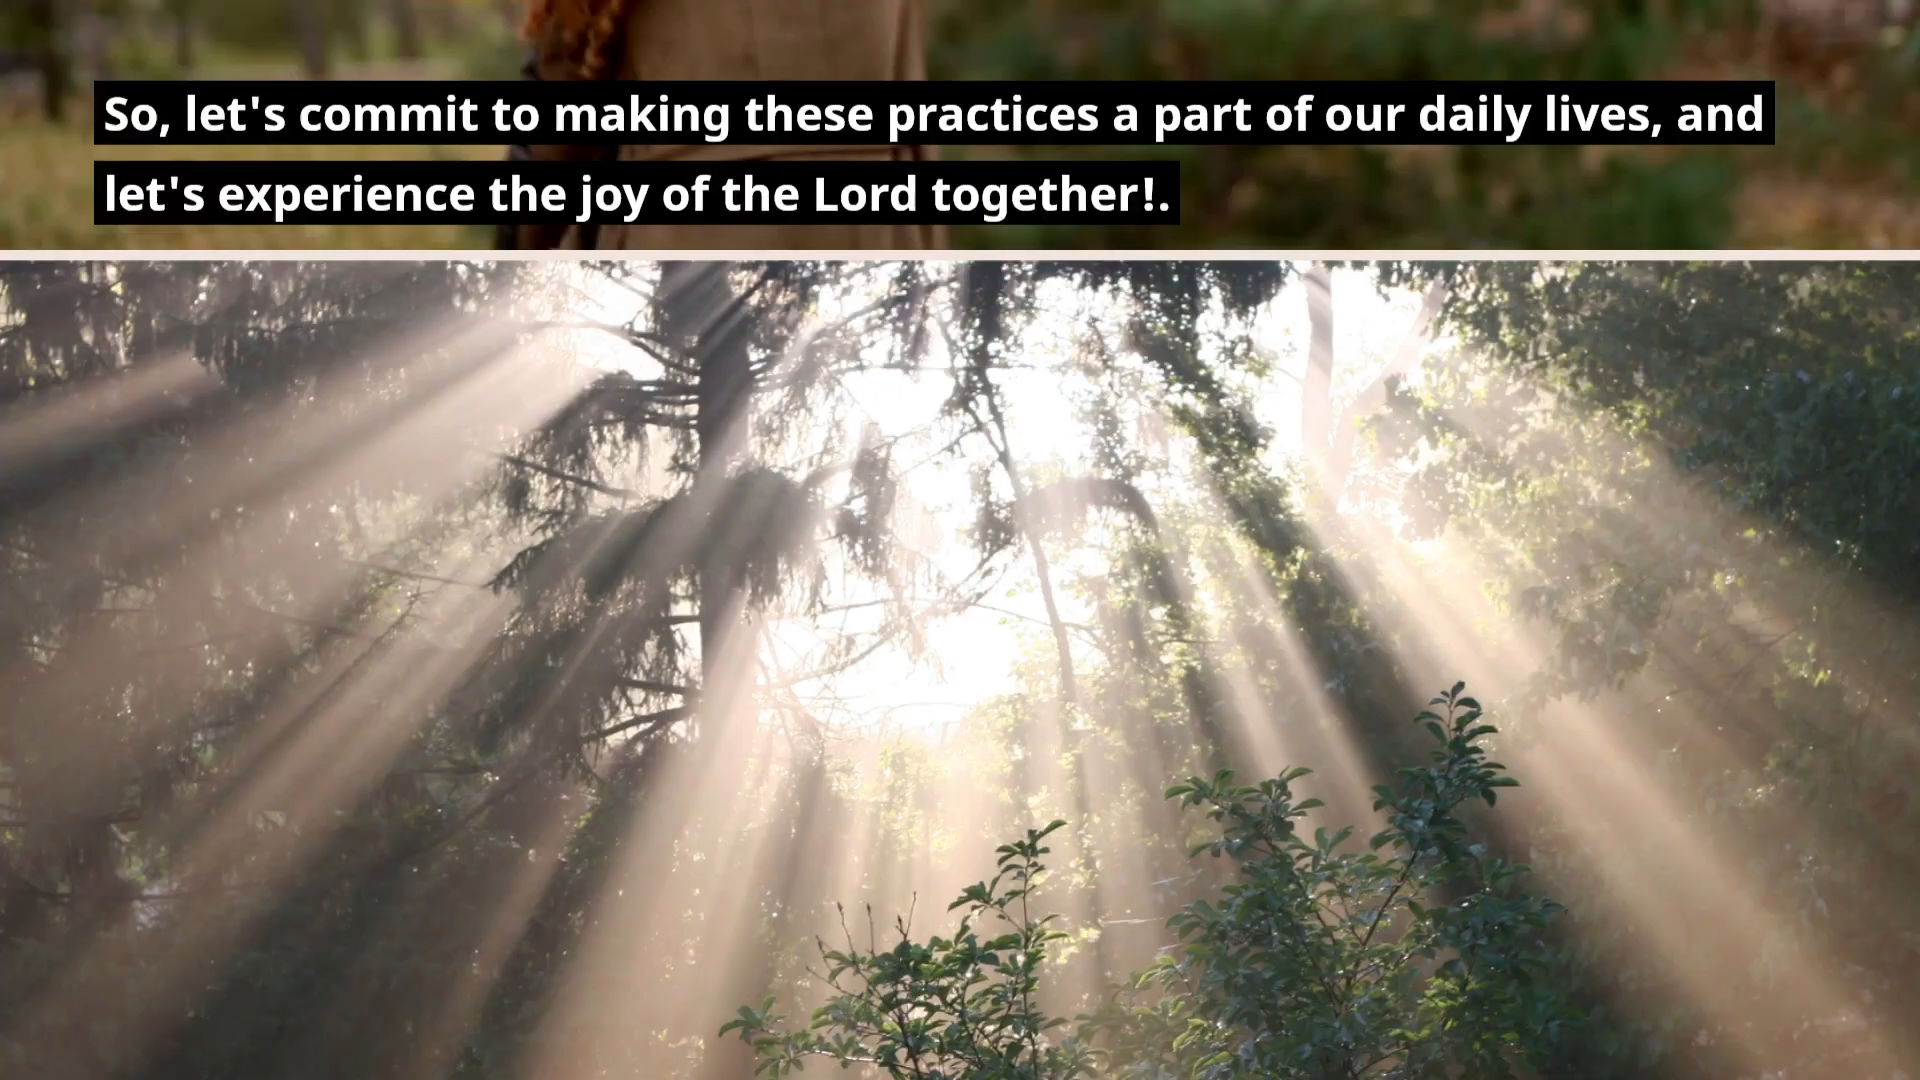 So, let's commit to making these practices a part of our daily lives, and
let's experience the joy of the Lord together!.